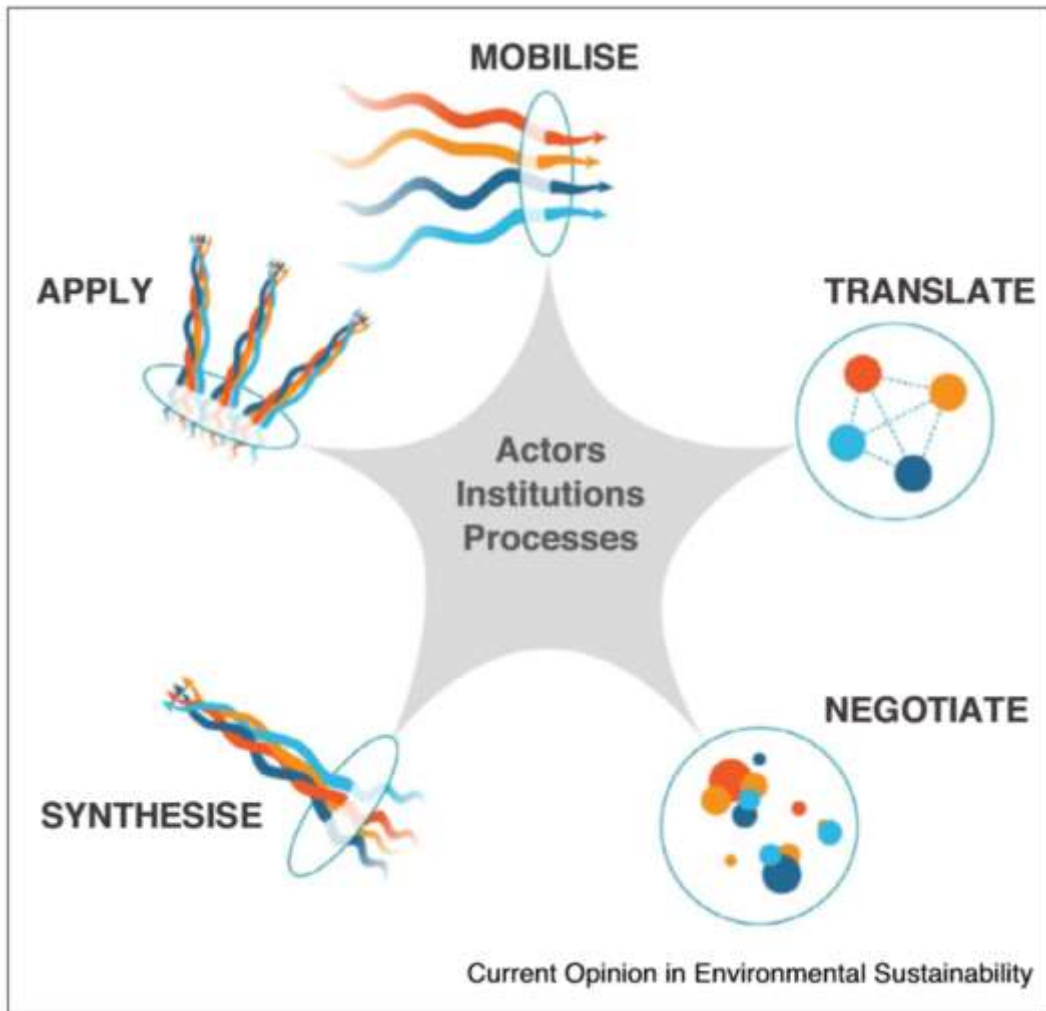 MOBILISE
APPLY
TRANSLATE
Actors
Institutions
Processes
NEGOTIATE
SYNTHESISE
Current Opinion in Environmental Sustainability